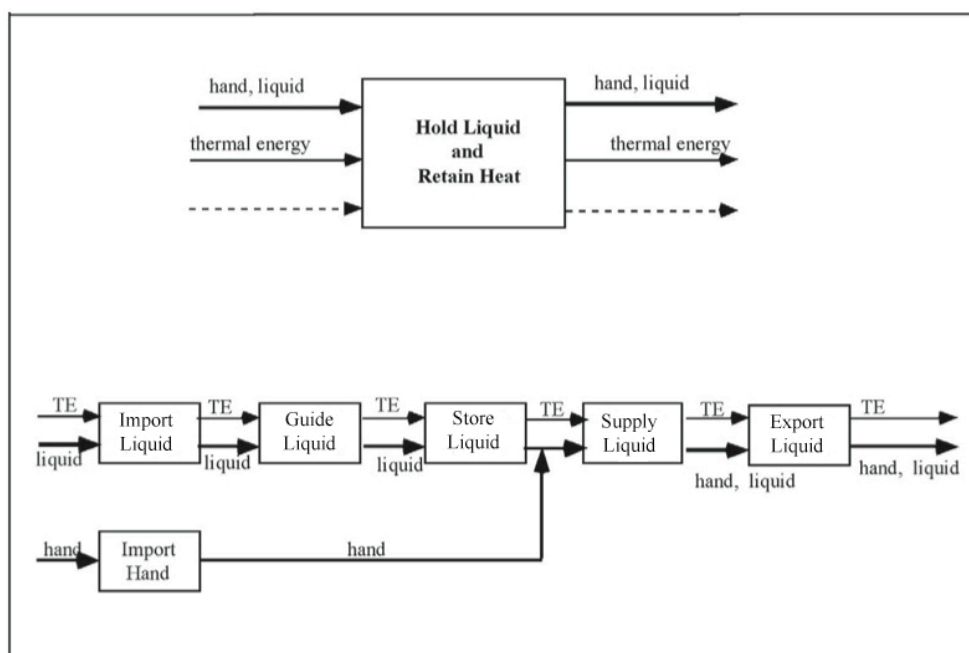 hand, liquid
hand, liquid
Hold Liquid
and
Retain Heat
thermal energy
thermal energy
TE
TE
TE
TE
TE
TE
Import
Liquid
Guide
Liquid
Store
Liquid
Supply
Liquid
Export
Liquid
liquid
liquid
liquid
hand, liquid
hand, liquid
hand
Import
Hand
hand